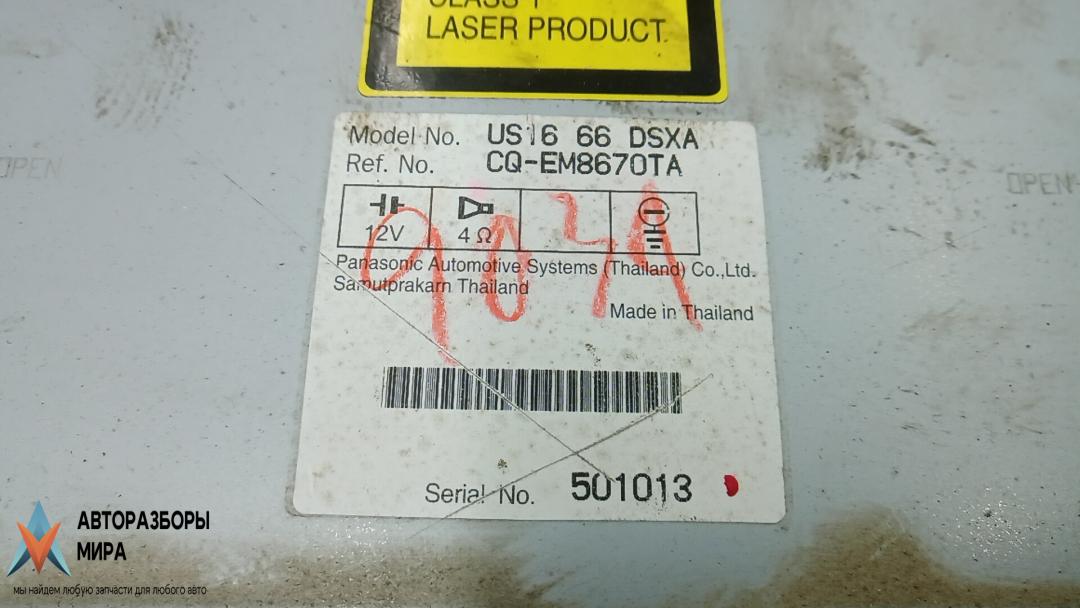 CLASS 1
LASER PRODUCT
OPEN
OPEN
Model No. US16 66 DSXA
Ref. No. CQ-EM8670TA
12V 4 Ω
Panasonic Automotive Systems (Thailand) Co.,Ltd.
Samutprakarn Thailand
Made in Thailand
Serial No. 501013
АВТОРАЗБОРЫ
МИРА
мы найдем любую запчасти для любого авто